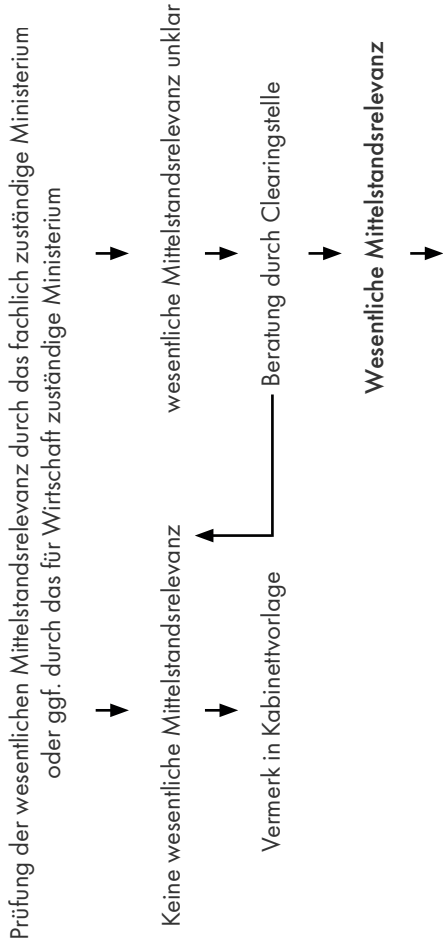 Prüfung der wesentlichen Mittelstandsrelevanz durch das fachlich zuständige Ministerium
oder ggf. durch das für Wirtschaft zuständige Ministerium
Keine wesentliche Mittelstandsrelevanz
wesentliche Mittelstandsrelevanz unklar
Vermerk in Kabinettvorlage
Beratung durch Clearingstelle
Wesentliche Mittelstandsrelevanz